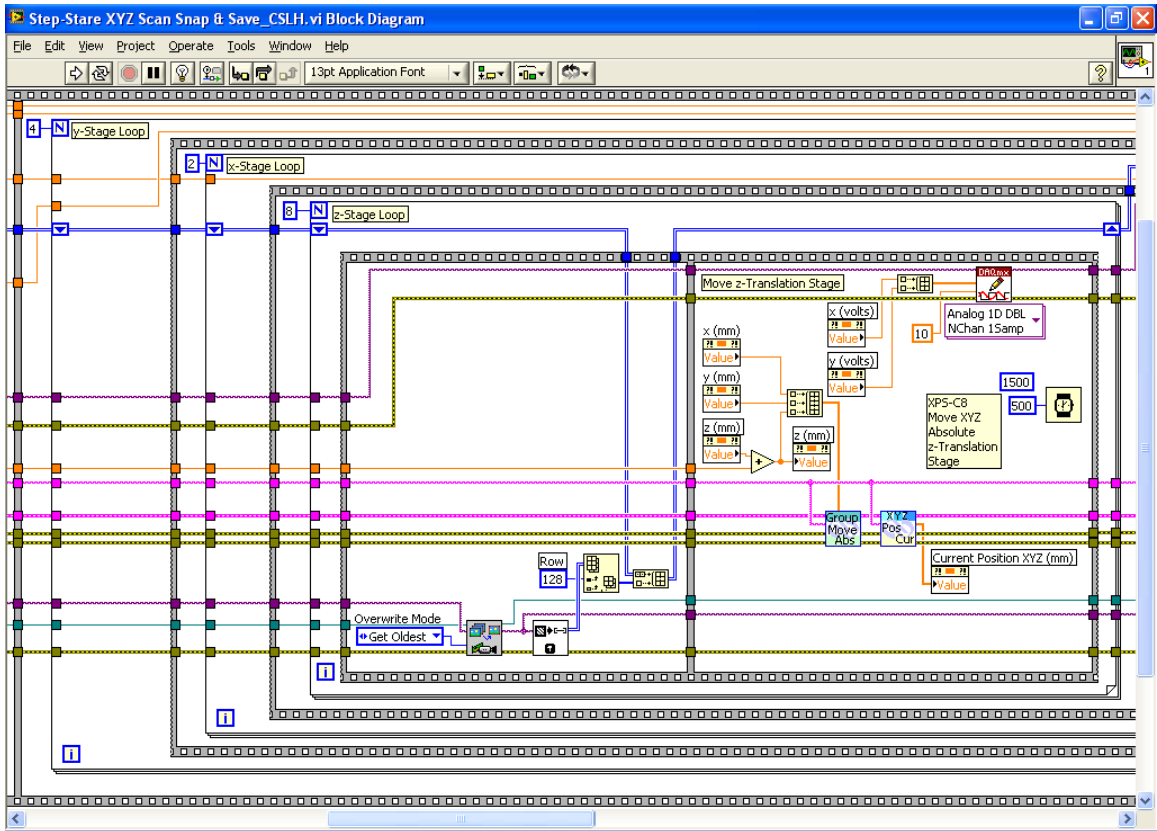 Step-Stare XYZ Scan Snap & Save_CSLH.vi Block Diagram
File Edit View Project Operate Tools Window Help
13pt Application Font
?
1
4 N y-Stage Loop
2 N x-Stage Loop
8 N z-Stage Loop
Move z-Translation Stage
DAQmx
Analog 1D DBL
NChan 1Samp
10
x (volts)
Value
y (volts)
Value
x (mm)
Value
y (mm)
Value
z (mm)
Value
z (mm)
Value
XPS-C8
Move XYZ
Absolute
z-Translation
Stage
1500
500
Group
Move
Abs
XYZ
Pos
Cur
Current Position XYZ (mm)
Value
Row
128
Overwrite Mode
Get Oldest
i
i
i